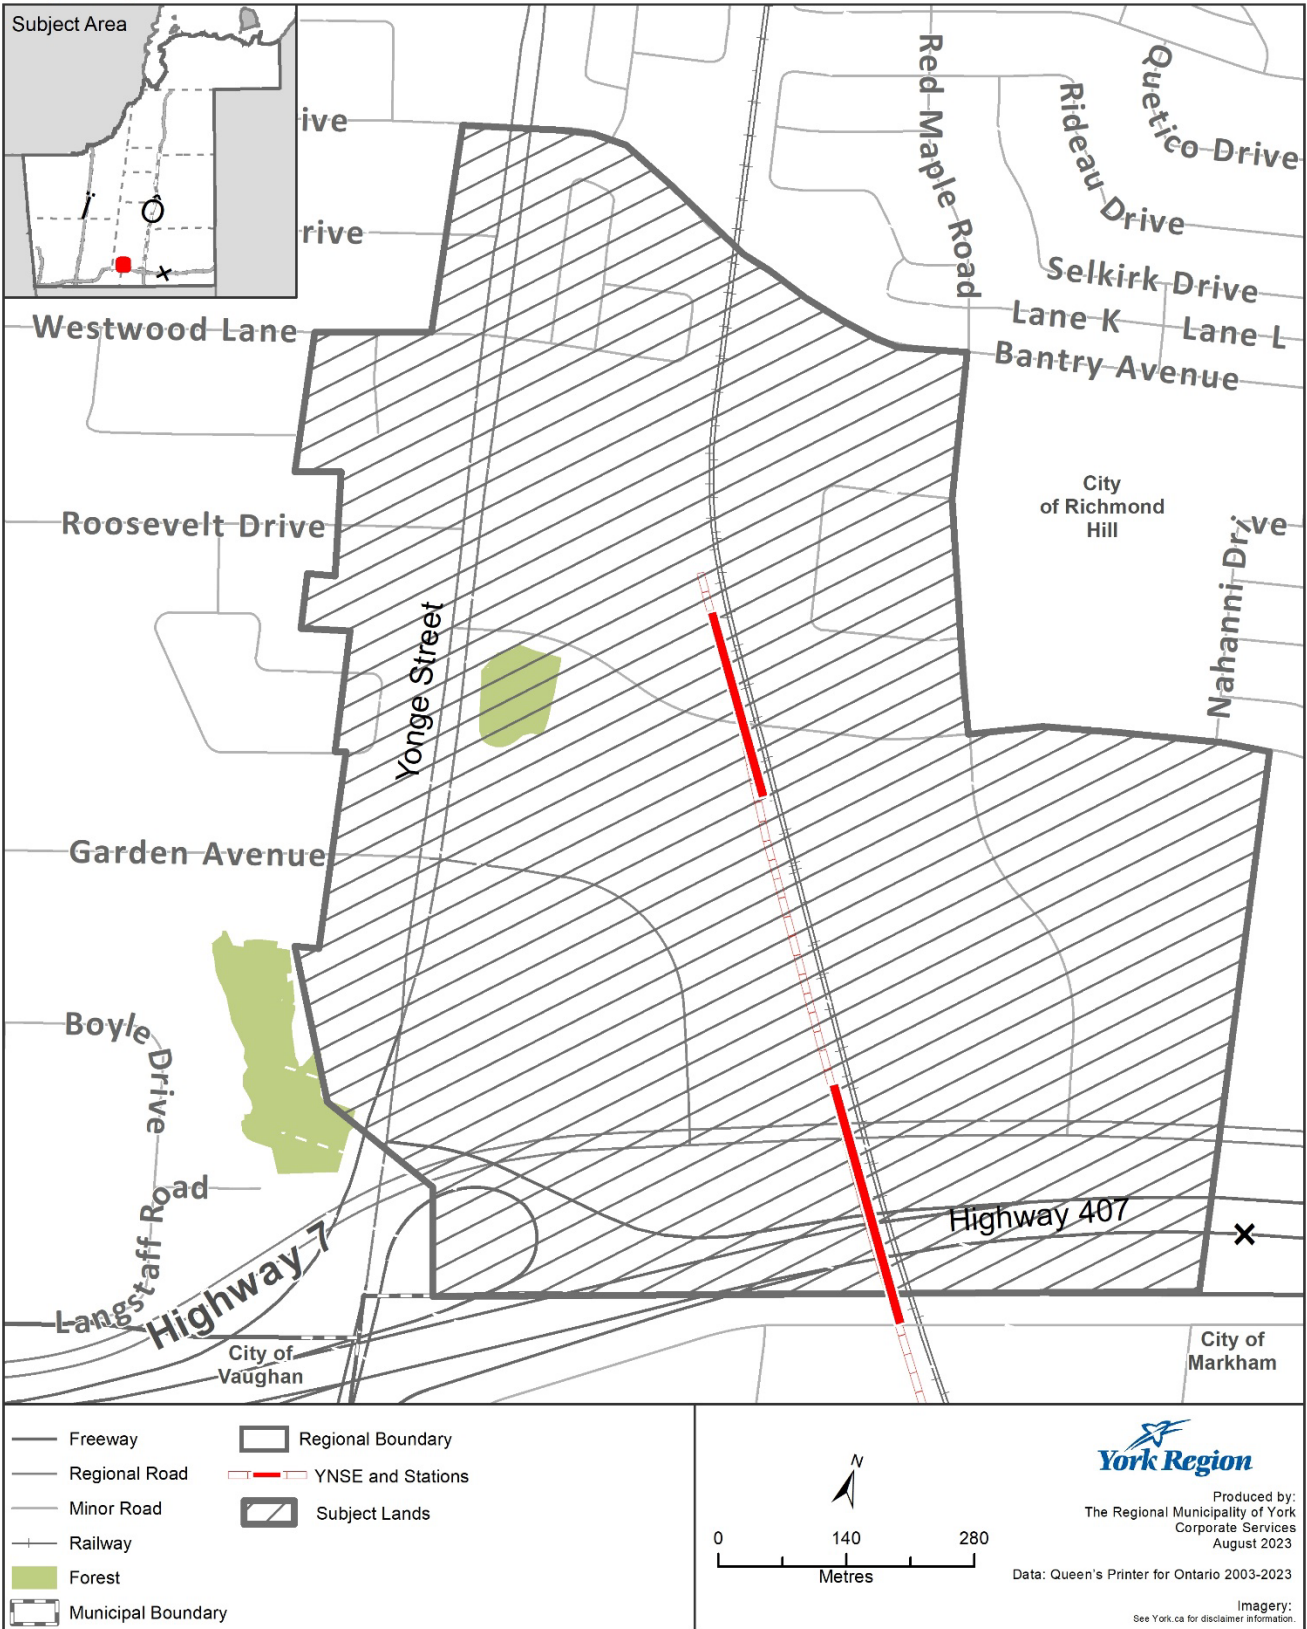 Subject Area
ive
rive
Red Maple Road
Rideau Drive
Quetico Drive
Selkirk Drive
Lane K
Lane L
Bantry Avenue
Westwood Lane
City
of Richmond
Hill
Roosevelt Drive
ive
Nahanni Dri
Yonge Street
Garden Avenue
Boyle Drive
Road
Langstaff Road
Highway 7
Highway 407
City of
Vaughan
City of
Markham
Freeway
Regional Road
Minor Road
Railway
Forest
Municipal Boundary
Regional Boundary
YNSE and Stations
Subject Lands
N
0 140 280
Metres
York Region
Produced by:
The Regional Municipality of York
Corporate Services
August 2023
Data: Queen's Printer for Ontario 2003-2023
Imagery:
See York.ca for disclaimer information.